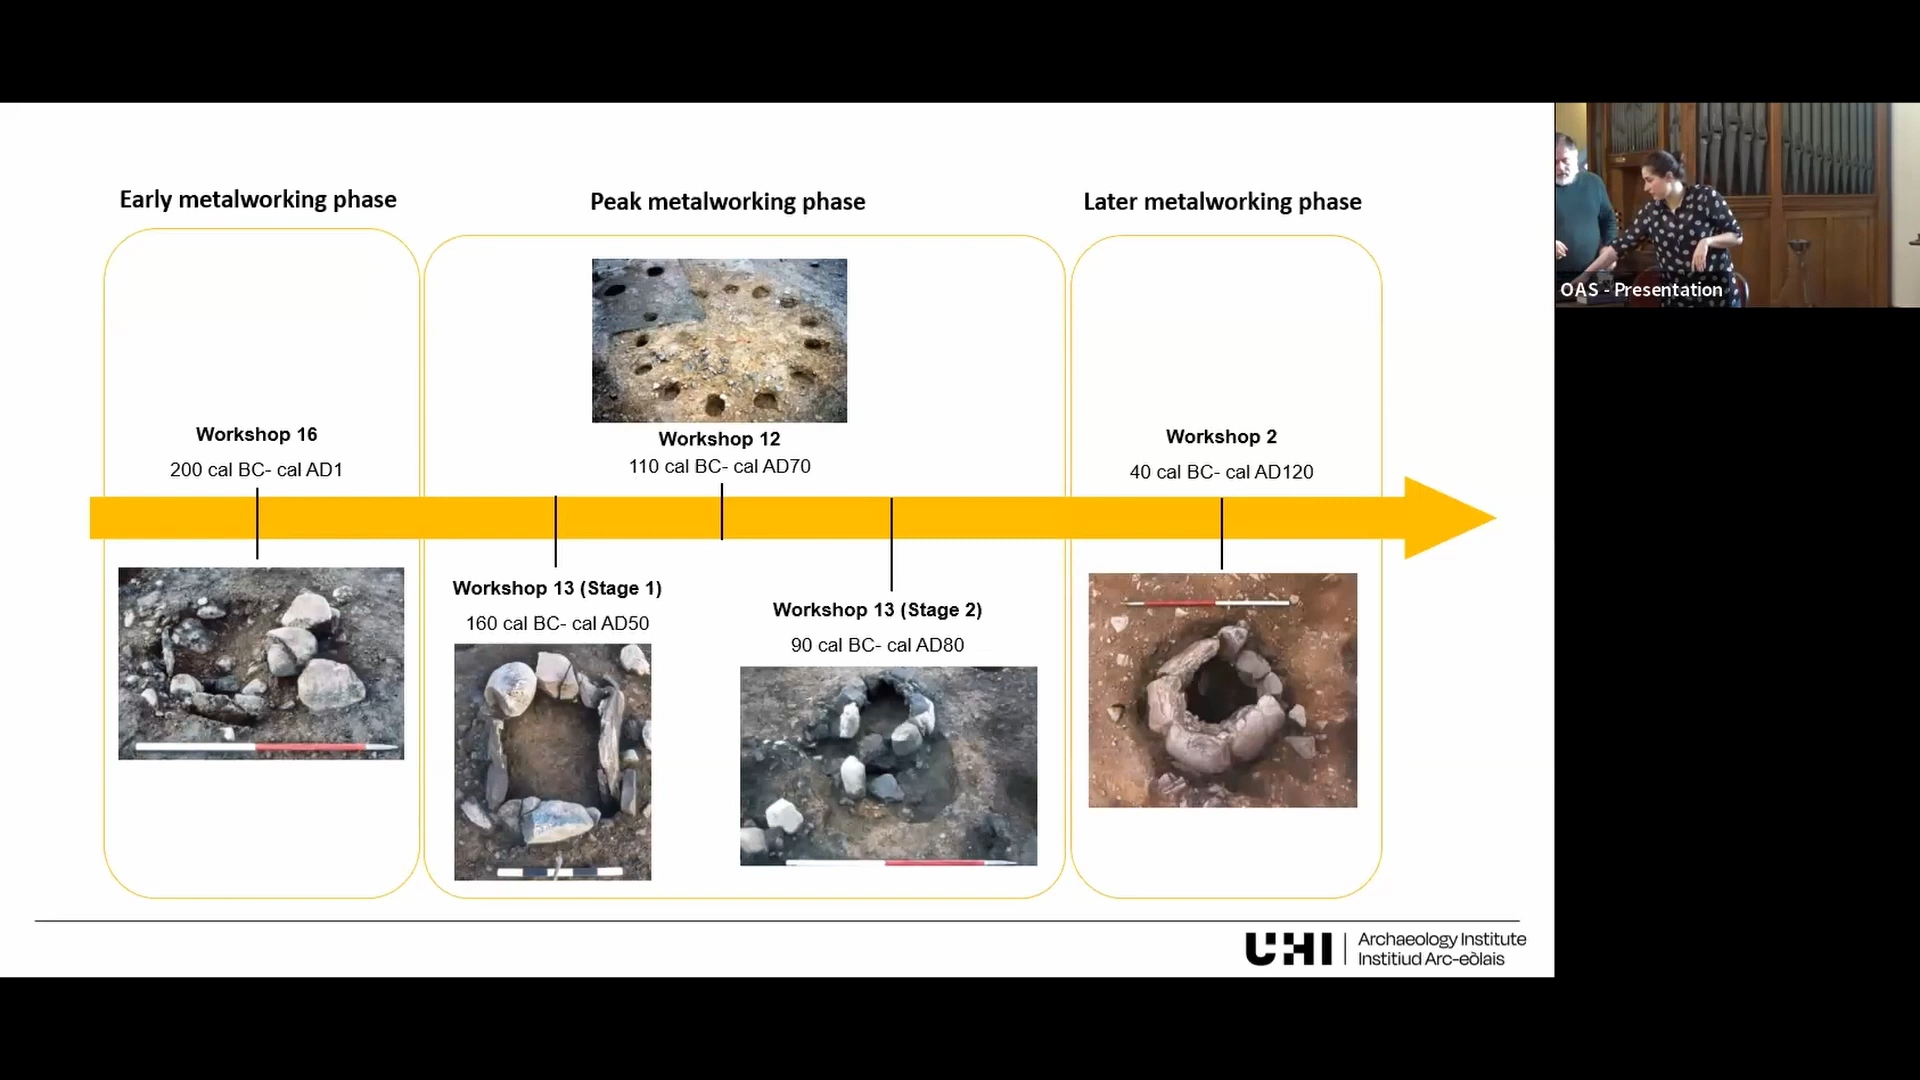 Early metalworking phase
Peak metalworking phase
Later metalworking phase
Workshop 16
200 cal BC- cal AD1
Workshop 12
110 cal BC- cal AD70
Workshop 2
40 cal BC- cal AD120
Workshop 13 (Stage 1)
160 cal BC- cal AD50
Workshop 13 (Stage 2)
90 cal BC- cal AD80
UHI
Archaeology Institute
Institiud Arc-eòlais
OAS - Presentation